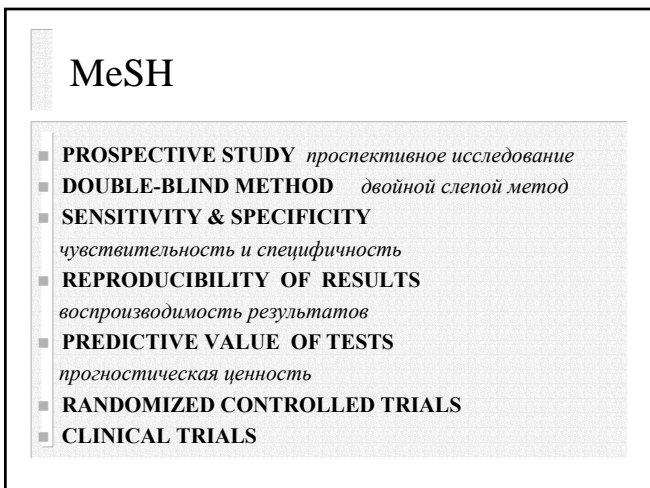 MeSH
PROSPECTIVE STUDY проспективное исследование
DOUBLE-BLIND METHOD двойной слепой метод
SENSITIVITY & SPECIFICITY
чувствительность и специфичность
REPRODUCIBILITY OF RESULTS
воспроизводимость результатов
PREDICTIVE VALUE OF TESTS
прогностическая ценность
RANDOMIZED CONTROLLED TRIALS
CLINICAL TRIALS